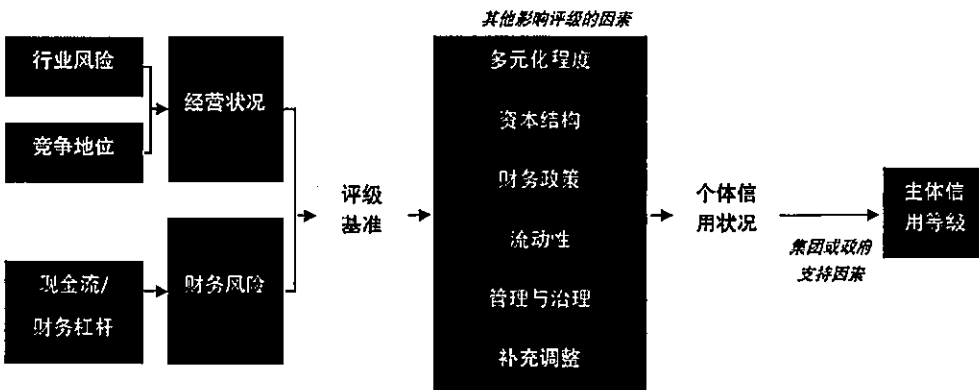 其他影响评级的因素
行业风险
竞争地位
经营状况
现金流/
财务杠杆
财务风险
评级
基准
多元化程度
资本结构
财务政策
流动性
管理与治理
补充调整
个体信
用状况
集团或政府
支持因素
主体信
用等级